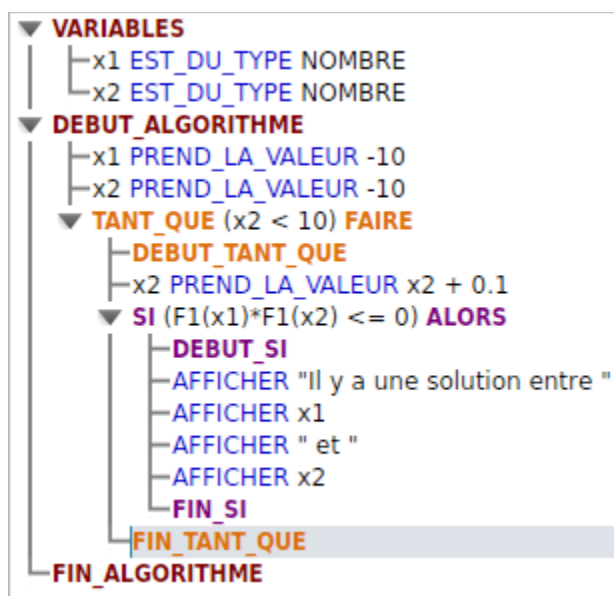 VARIABLES
x1 EST_DU_TYPE NOMBRE
x2 EST_DU_TYPE NOMBRE
DEBUT_ALGORITHME
x1 PREND_LA_VALEUR -10
x2 PREND_LA_VALEUR -10
TANT_QUE (x2 < 10) FAIRE
DEBUT_TANT_QUE
x2 PREND_LA_VALEUR x2 + 0.1
SI (F1(x1)*F1(x2) <= 0) ALORS
DEBUT_SI
AFFICHER "Il y a une solution entre "
AFFICHER x1
AFFICHER " et "
AFFICHER x2
FIN_SI
FIN_TANT_QUE
FIN_ALGORITHME